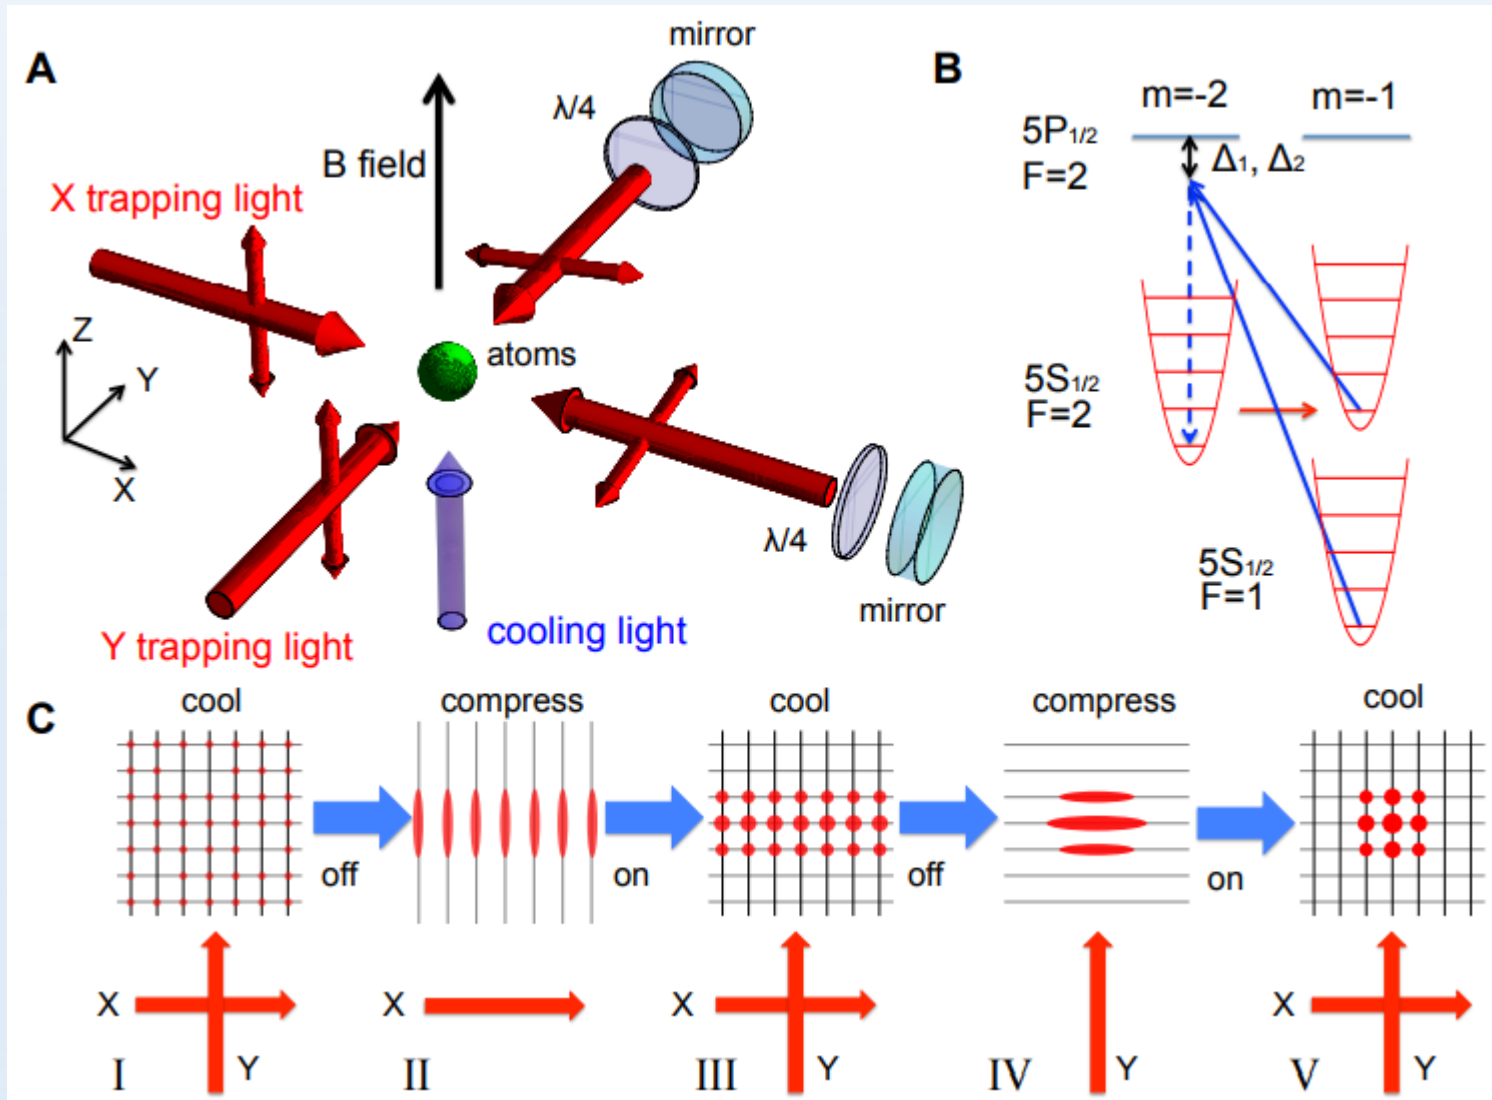 A
mirror
λ/4
B field
X trapping light
atoms
Z
Y
X
λ/4
mirror
Y trapping light
cooling light
B
m=-2
m=-1
5P1/2
F=2
Δ1, Δ2
5S1/2
F=2
5S1/2
F=1
C
cool
compress
cool
compress
cool
off
on
off
on
X
Y
I
X
II
X
Y
III
Y
IV
X
Y
V